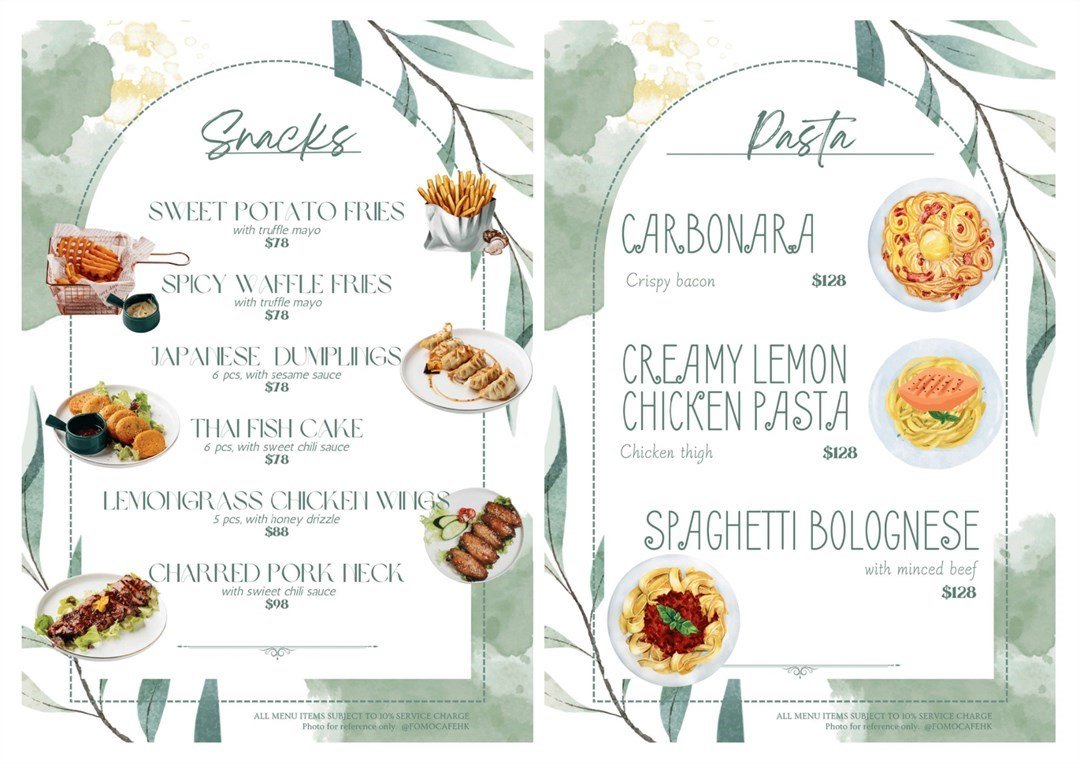 Snacks
SWEET POTATO FRIES
with truffle mayo
$78
SPICY WAFFLE FRIES
with truffle mayo
$78
JAPANESE DUMPLINGS
6 pcs, with sesame sauce
$78
THAI FISH CAKE
6 pcs, with sweet chili sauce
$78
LEMONGRASS CHICKEN WINGS
5 pcs, with honey drizzle
$88
CHARRED PORK NECK
with swieet chili sauce
$98
ALL MENU ITEMS SUBJECT TO 10% SERVICE CHARGE
Photo for reference only. @FOMOCAFEHK
Pasta
CARBONARA
Crispy bacon $128
CREAMY LEMON
CHICKEN PASTA
Chicken thigh $128
SPAGHETTI BOLOGNESE
with minced beef
$128
ALL MENU ITEMS SUBJECT TO 10% SERVICE CHARGE
Photo for reference only. @FOMOCAFEHK